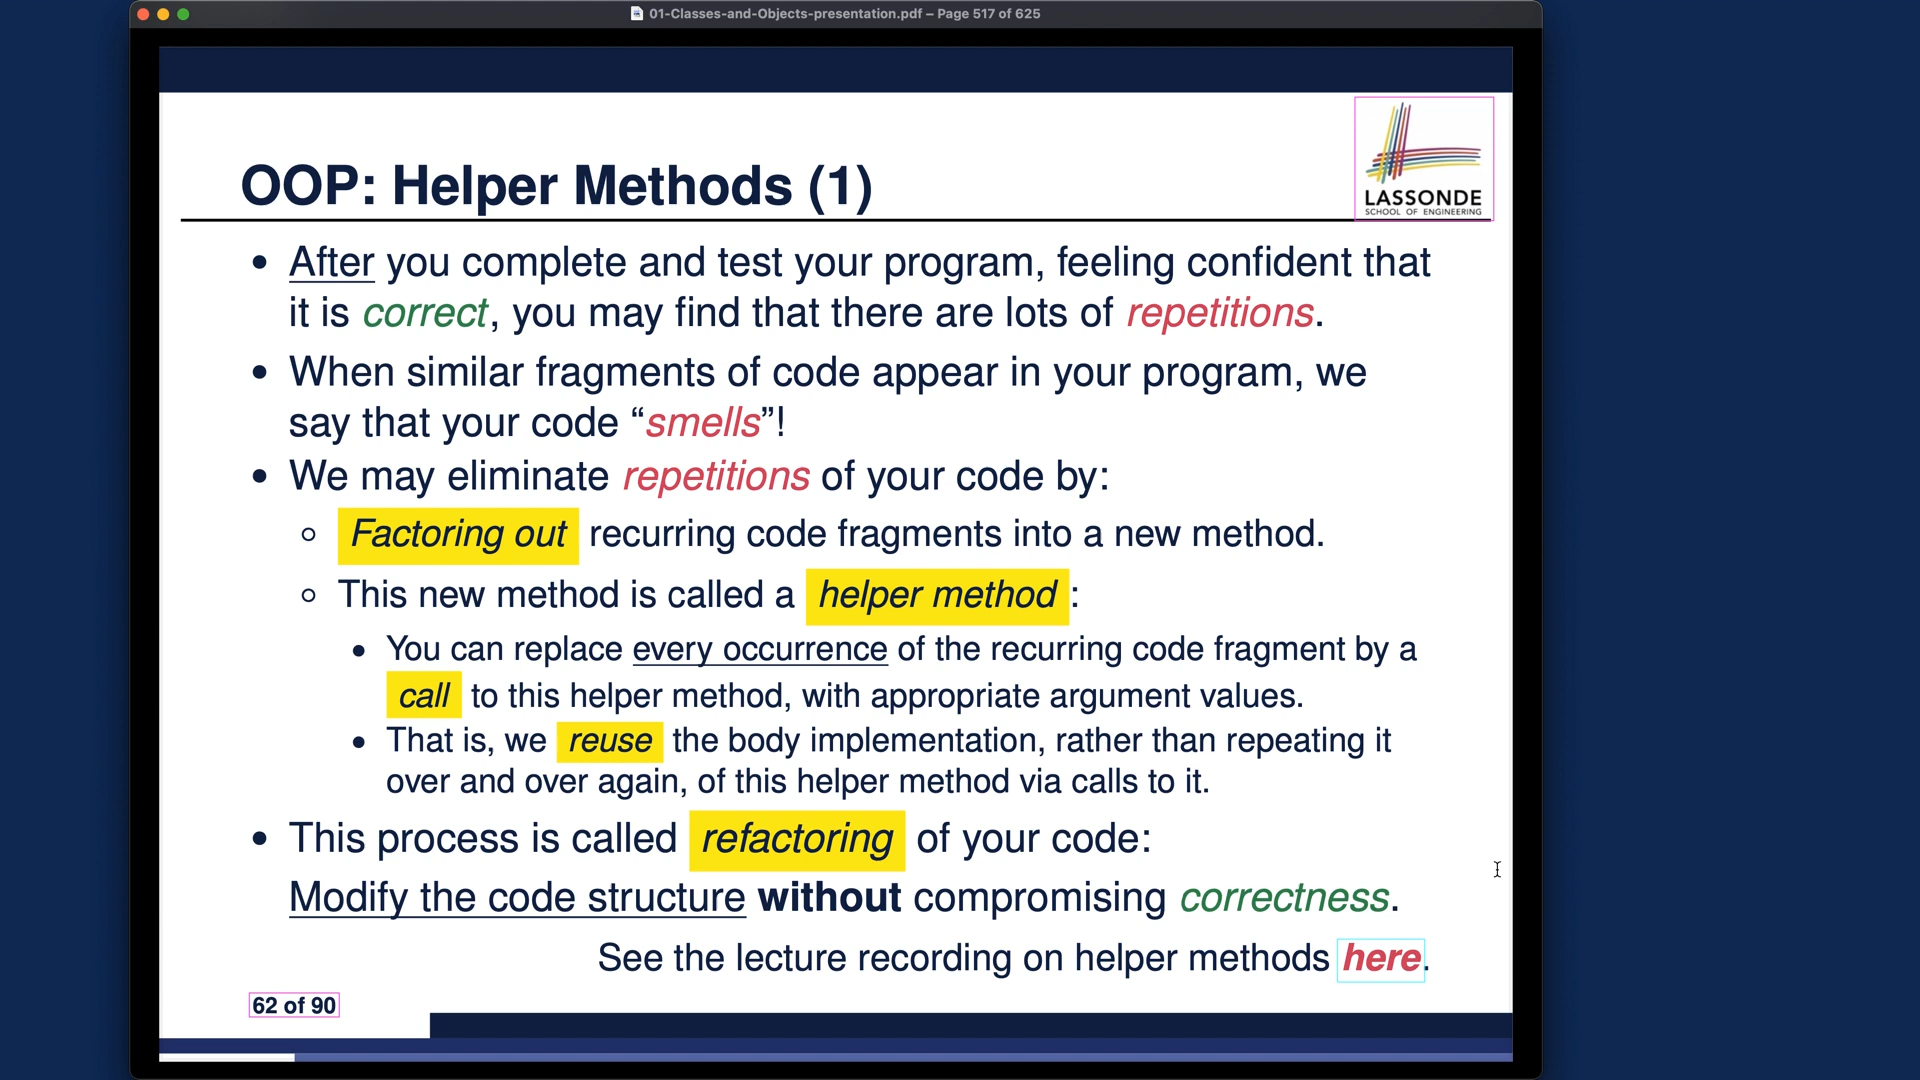 01-Classes-and-Objects-presentation.pdf – Page 517 of 625
LASSONDE
SCHOOL OF ENGINEERING
OOP: Helper Methods (1)
• After you complete and test your program, feeling confident that
it is correct, you may find that there are lots of repetitions.
• When similar fragments of code appear in your program, we
say that your code “smells”!
• We may eliminate repetitions of your code by:
○ Factoring out recurring code fragments into a new method.
○ This new method is called a helper method:
• You can replace every occurrence of the recurring code fragment by a
call to this helper method, with appropriate argument values.
• That is, we reuse the body implementation, rather than repeating it
over and over again, of this helper method via calls to it.
• This process is called refactoring of your code:
Modify the code structure without compromising correctness.
See the lecture recording on helper methods here.
62 of 90